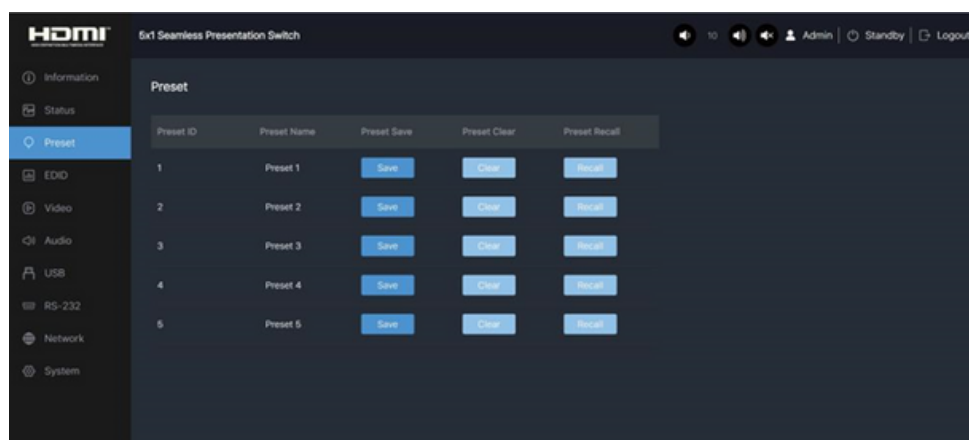 HDMI
5x1 Seamless Presentation Switch
10
Admin
Standby
Logout
Information
Status
Preset
EDID
Video
Audio
USB
RS-232
Network
System
Preset
Preset ID Preset Name Preset Save Preset Clear Preset Recall
1 Preset 1 Save Clear Recall
2 Preset 2 Save Clear Recall
3 Preset 3 Save Clear Recall
4 Preset 4 Save Clear Recall
5 Preset 5 Save Clear Recall